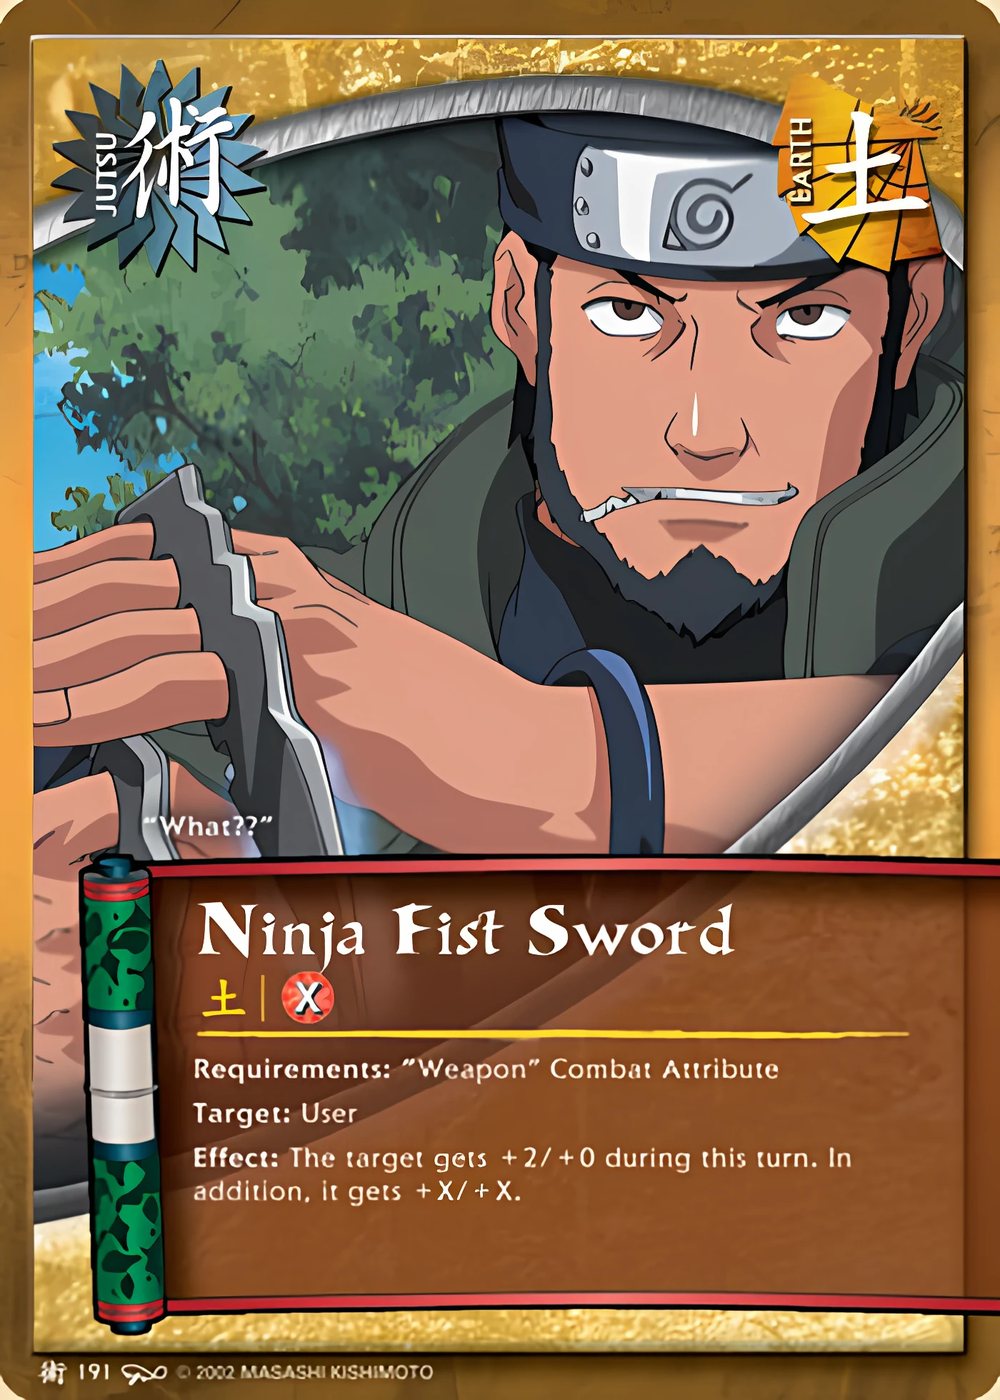 JUTSU
術
EARTH
土
"What??"
Ninja Fist Sword
土 | X
Requirements: "Weapon" Combat Attribute
Target: User
Effect: The target gets +2/+0 during this turn. In
addition, it gets +X/+X.
術 191 © 2002 MASASHI KISHIMOTO